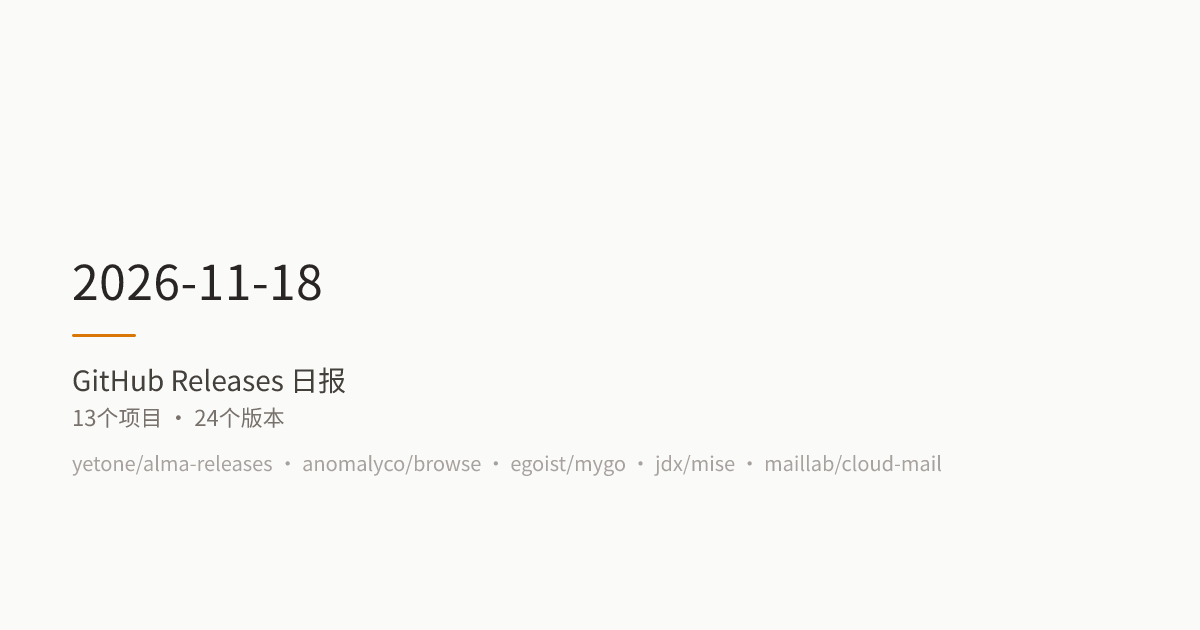 2026-11-18
GitHub Releases 日报
13个项目 • 24个版本
yetone/alma-releases • anomalyco/browse • egoist/mygo • jdx/mise • maillab/cloud-mail